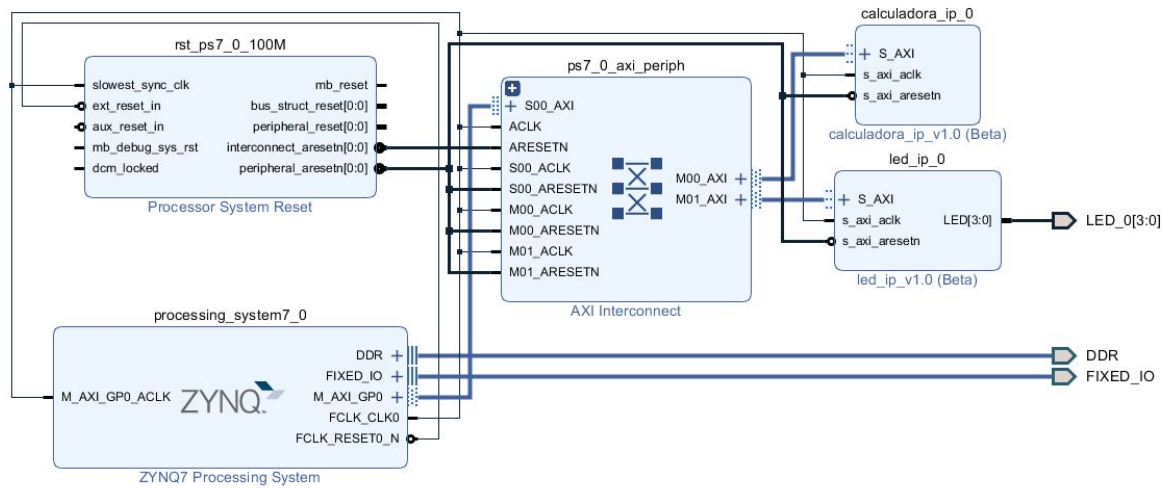 rst_ps7_0_100M
slowest_sync_clk
ext_reset_in
aux_reset_in
mb_debug_sys_rst
dcm_locked
mb_reset
bus_struct_reset[0:0]
peripheral_reset[0:0]
interconnect_aresetn[0:0]
peripheral_aresetn[0:0]
Processor System Reset
ps7_0_axi_periph
S00_AXI
ACLK
ARESETN
S00_ACLK
S00_ARESETN
M00_ACLK
M00_ARESETN
M01_ACLK
M01_ARESETN
M00_AXI
M01_AXI
AXI Interconnect
calculadora_ip_0
S_AXI
s_axi_aclk
s_axi_aresetn
calculadora_ip_v1.0 (Beta)
led_ip_0
S_AXI
s_axi_aclk
s_axi_aresetn
LED[3:0]
led_ip_v1.0 (Beta)
LED_0[3:0]
processing_system7_0
M_AXI_GP0_ACLK
ZYNQ
DDR
FIXED_IO
M_AXI_GP0
FCLK_CLK0
FCLK_RESET0_N
ZYNQ7 Processing System
DDR
FIXED_IO